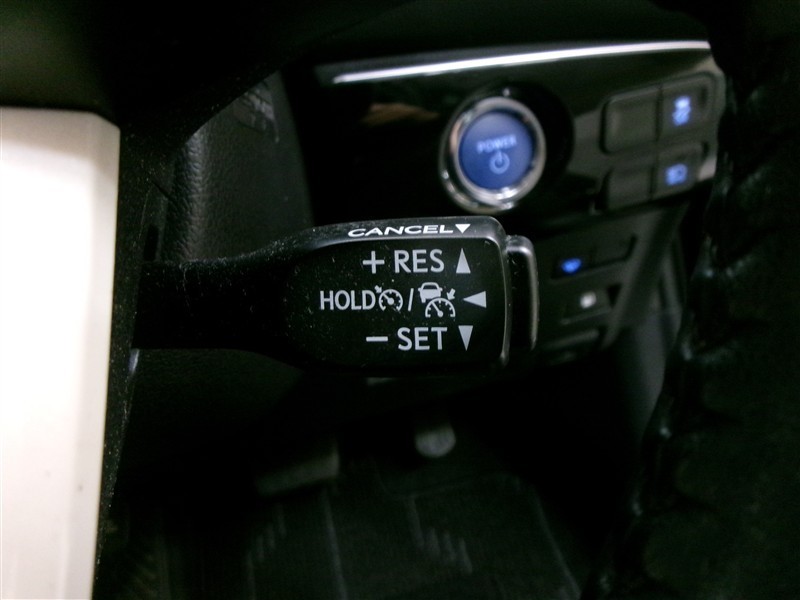 POWER
CANCEL
+ RES
HOLD /
− SET